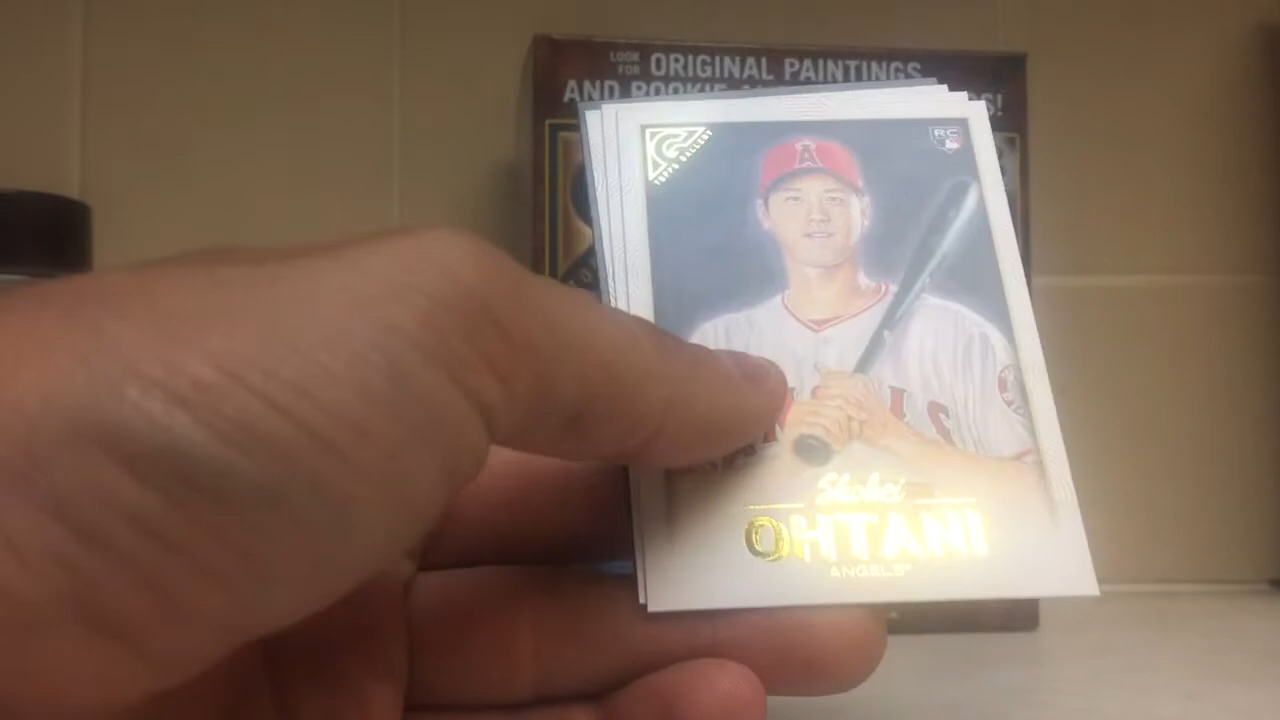 LOOK
FOR ORIGINAL PAINTINGS
AND ROOKIE
S!
TOPPS GALLERY
RC
A
Shohei
OHTANI
ANGELS